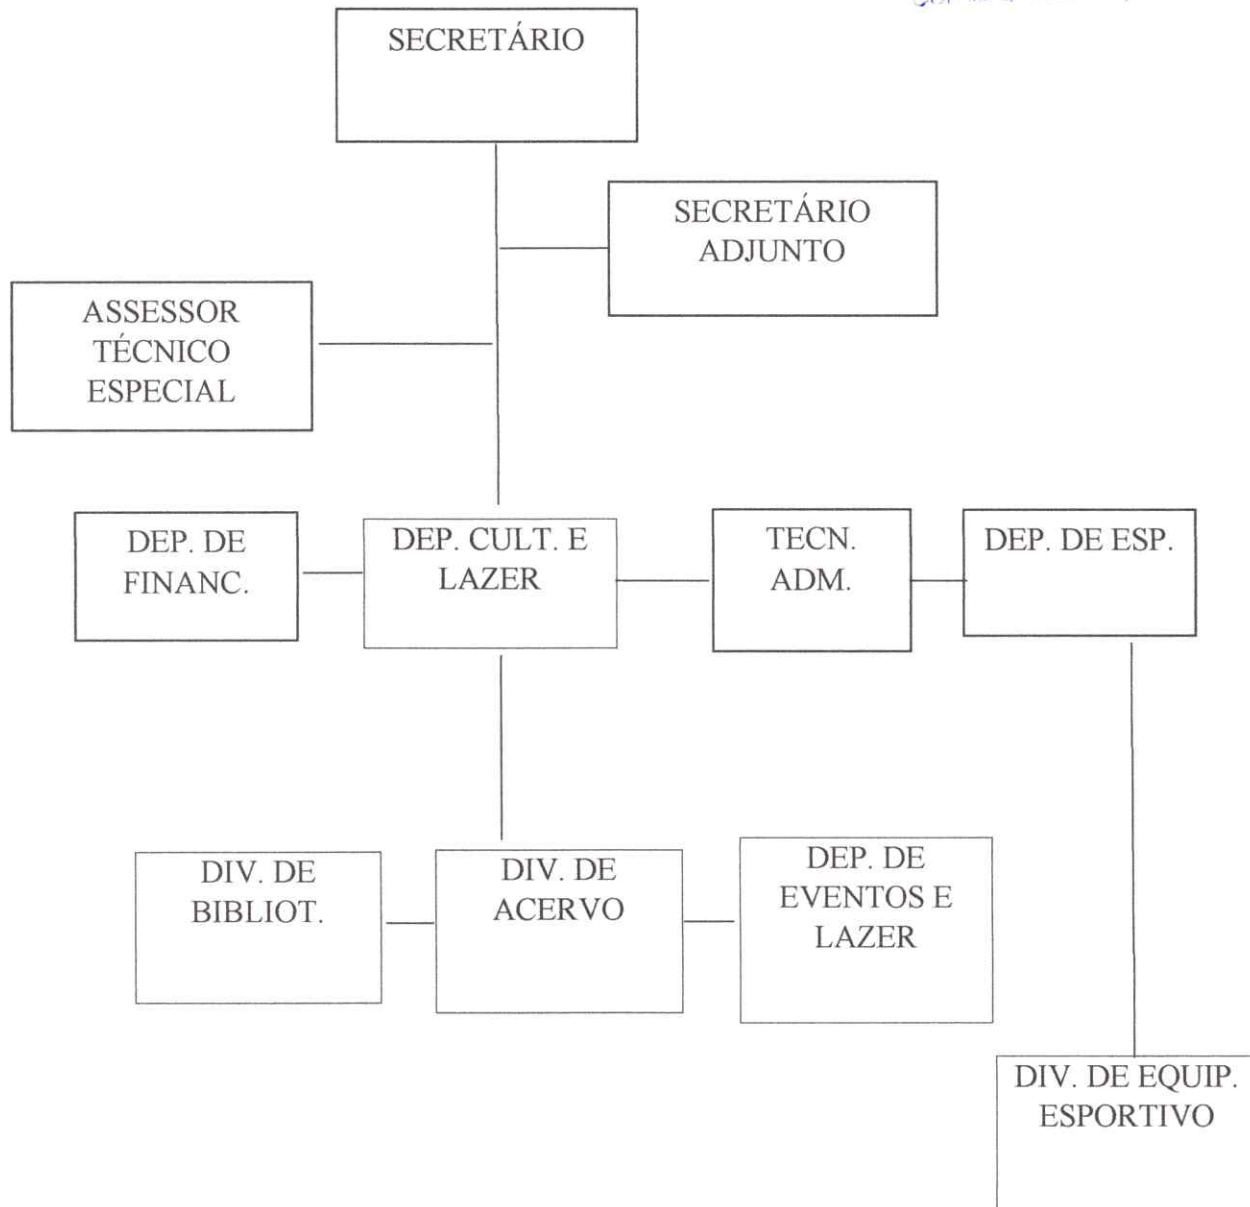 SECRETÁRIO
SECRETÁRIO
ADJUNTO
ASSESSOR
TÉCNICO
ESPECIAL
DEP. DE
FINANC.
DEP. CULT. E
LAZER
TECN.
ADM.
DEP. DE ESP.
DIV. DE
BIBLIOT.
DIV. DE
ACERVO
DEP. DE
EVENTOS E
LAZER
DIV. DE EQUIP.
ESPORTIVO